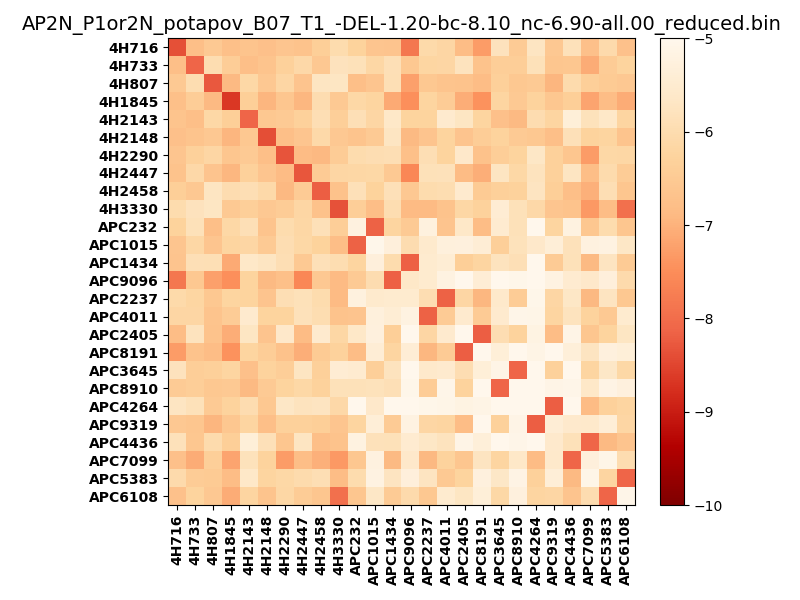 AP2N_P1or2N_potapov_B07_T1_-DEL-1.20-bc-8.10_nc-6.90-all.00_reduced.bin
4H716
4H733
4H807
4H1845
4H2143
4H2148
4H2290
4H2447
4H2458
4H3330
APC232
APC1015
APC1434
APC9096
APC2237
APC4011
APC2405
APC8191
APC3645
APC8910
APC4264
APC9319
APC4436
APC7099
APC5383
APC6108
4H716
4H733
4H807
4H1845
4H2143
4H2148
4H2290
4H2447
4H2458
4H3330
APC232
APC1015
APC1434
APC9096
APC2237
APC4011
APC2405
APC8191
APC3645
APC8910
APC4264
APC9319
APC4436
APC7099
APC5383
APC6108
−5
−6
−7
−8
−9
−10